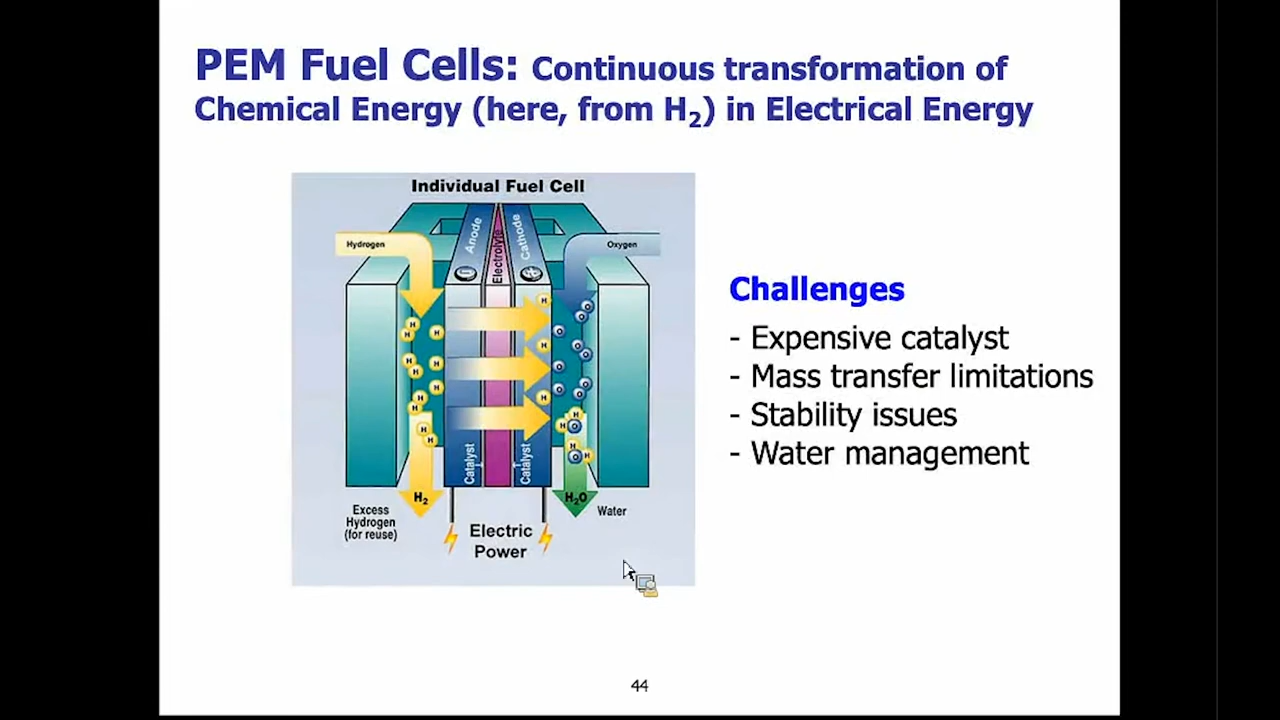 PEM Fuel Cells: Continuous transformation of
Chemical Energy (here, from H₂) in Electrical Energy
Individual Fuel Cell
Hydrogen
Anode
Electrolyte
Cathode
Oxygen
H
H
H
H
H
H
H
H
H
H
H
H
H
H
O
O
O
O
O
O
O
O
H
H
O
H
H
O
Catalyst
Catalyst
H₂
H₂O
Excess
Hydrogen
(for reuse)
Water
Electric
Power
Challenges
- Expensive catalyst
- Mass transfer limitations
- Stability issues
- Water management
44